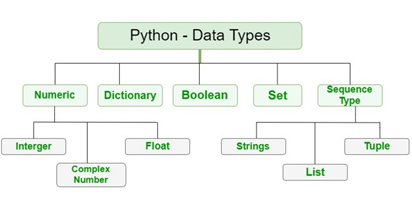 Python - Data Types
Numeric
Dictionary
Boolean
Set
Sequence
Type
Interger
Complex
Number
Float
Strings
List
Tuple